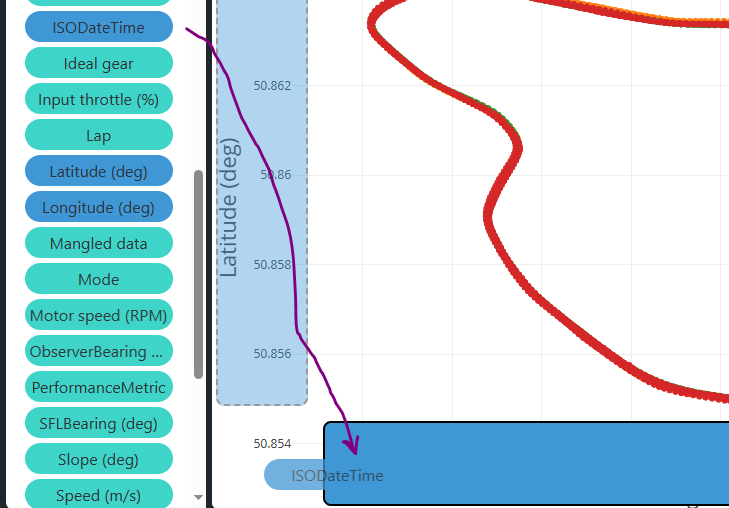 ISODateTime
Ideal gear
Input throttle (%)
Lap
Latitude (deg)
Longitude (deg)
Mangled data
Mode
Motor speed (RPM)
ObserverBearing ...
PerformanceMetric
SFLBearing (deg)
Slope (deg)
Speed (m/s)
Latitude (deg)
50.862
50.86
50.858
50.856
50.854
ISODateTime